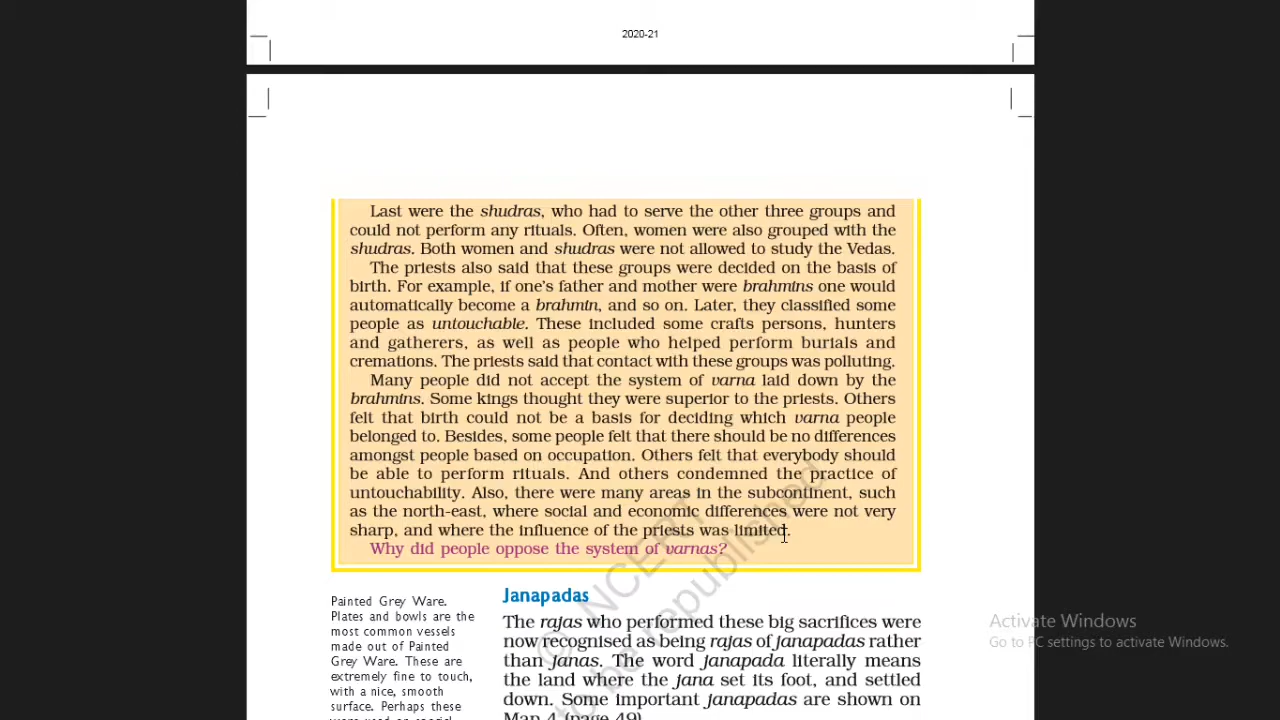 2020-21
Last were the shudras, who had to serve the other three groups and
could not perform any rituals. Often, women were also grouped with the
shudras. Both women and shudras were not allowed to study the Vedas.
The priests also said that these groups were decided on the basis of
birth. For example, if one's father and mother were brahmins one would
automatically become a brahmin, and so on. Later, they classified some
people as untouchable. These included some crafts persons, hunters
and gatherers, as well as people who helped perform burials and
cremations. The priests said that contact with these groups was polluting.
Many people did not accept the system of varna laid down by the
brahmins. Some kings thought they were superior to the priests. Others
felt that birth could not be a basis for deciding which varna people
belonged to. Besides, some people felt that there should be no differences
amongst people based on occupation. Others felt that everybody should
be able to perform rituals. And others condemned the practice of
untouchability. Also, there were many areas in the subcontinent, such
as the north-east, where social and economic differences were not very
sharp, and where the influence of the priests was limited.
Why did people oppose the system of varnas?
Painted Grey Ware.
Plates and bowls are the
most common vessels
made out of Painted
Grey Ware. These are
extremely fine to touch,
with a nice, smooth
surface. Perhaps these
Janapadas
The rajas who performed these big sacrifices were
now recognised as being rajas of janapadas rather
than janas. The word janapada literally means
the land where the jana set its foot, and settled
down. Some important janapadas are shown on
Map 4 (page 49).
© NCERT
to be republished
Activate Windows
Go to PC settings to activate Windows.